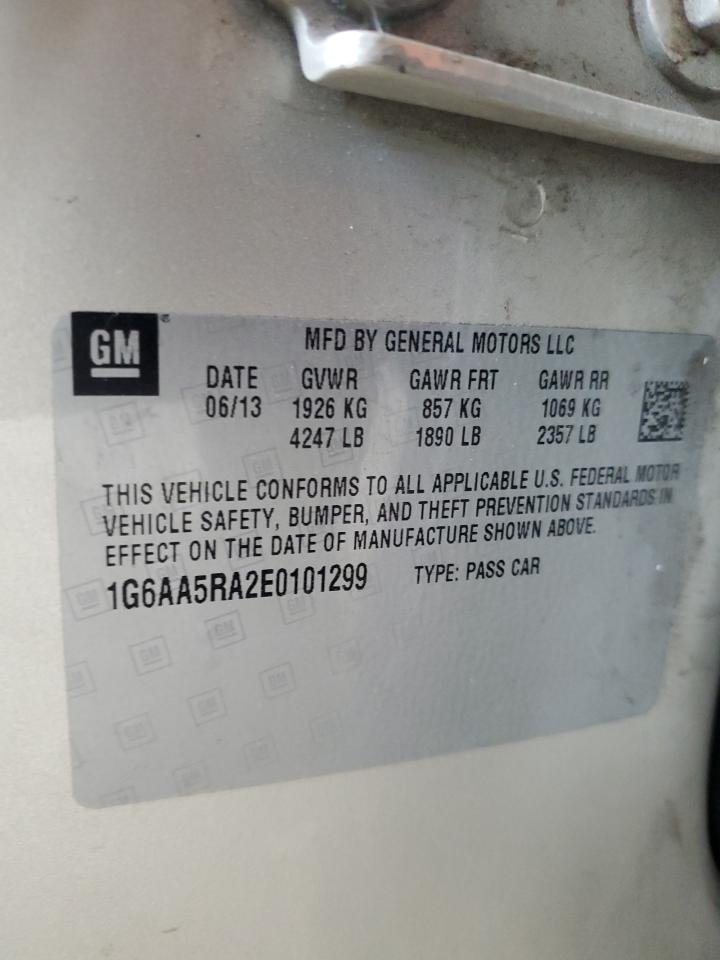 GM
MFD BY GENERAL MOTORS LLC
DATE GVWR GAWR FRT GAWR RR
06/13 1926 KG 857 KG 1069 KG
4247 LB 1890 LB 2357 LB
THIS VEHICLE CONFORMS TO ALL APPLICABLE U.S. FEDERAL MOTOR
VEHICLE SAFETY, BUMPER, AND THEFT PREVENTION STANDARDS IN
EFFECT ON THE DATE OF MANUFACTURE SHOWN ABOVE.
1G6AA5RA2E0101299 TYPE: PASS CAR